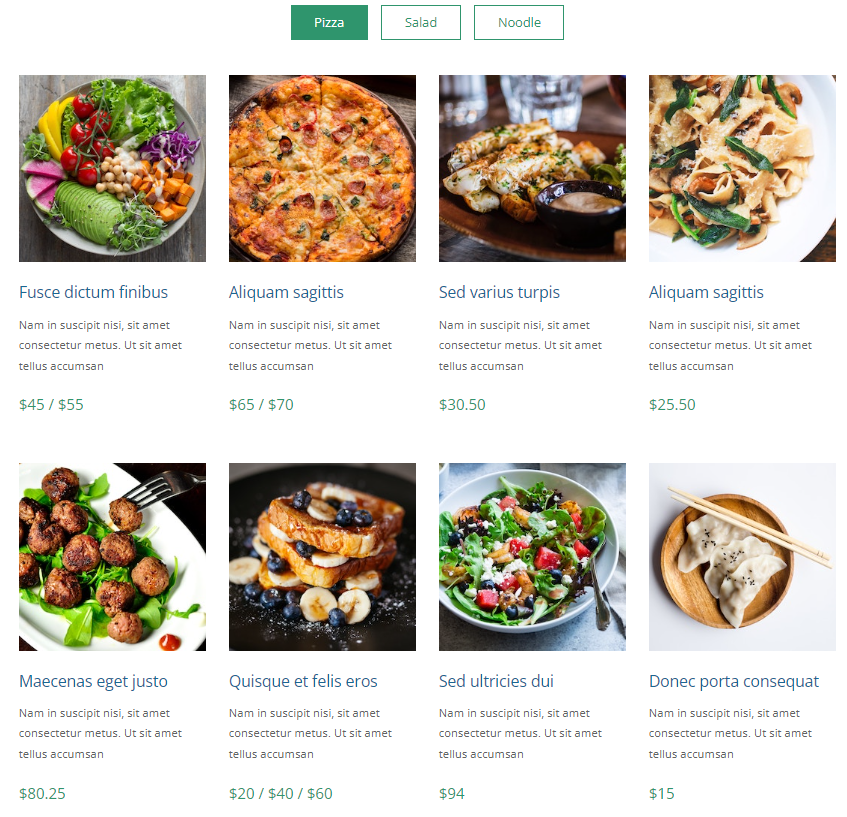 Pizza
Salad
Noodle
Fusce dictum finibus
Nam in suscipit nisi, sit amet
consectetur metus. Ut sit amet
tellus accumsan
$45 / $55
Aliquam sagittis
Nam in suscipit nisi, sit amet
consectetur metus. Ut sit amet
tellus accumsan
$65 / $70
Sed varius turpis
Nam in suscipit nisi, sit amet
consectetur metus. Ut sit amet
tellus accumsan
$30.50
Aliquam sagittis
Nam in suscipit nisi, sit amet
consectetur metus. Ut sit amet
tellus accumsan
$25.50
Maecenas eget justo
Nam in suscipit nisi, sit amet
consectetur metus. Ut sit amet
tellus accumsan
$80.25
Quisque et felis eros
Nam in suscipit nisi, sit amet
consectetur metus. Ut sit amet
tellus accumsan
$20 / $40 / $60
Sed ultricies dui
Nam in suscipit nisi, sit amet
consectetur metus. Ut sit amet
tellus accumsan
$94
Donec porta consequat
Nam in suscipit nisi, sit amet
consectetur metus. Ut sit amet
tellus accumsan
$15